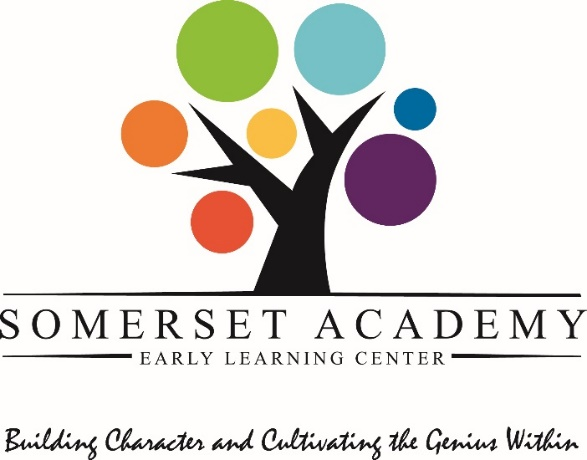 SOMERSET ACADEMY
EARLY LEARNING CENTER
Building Character and Cultivating the Genius Within